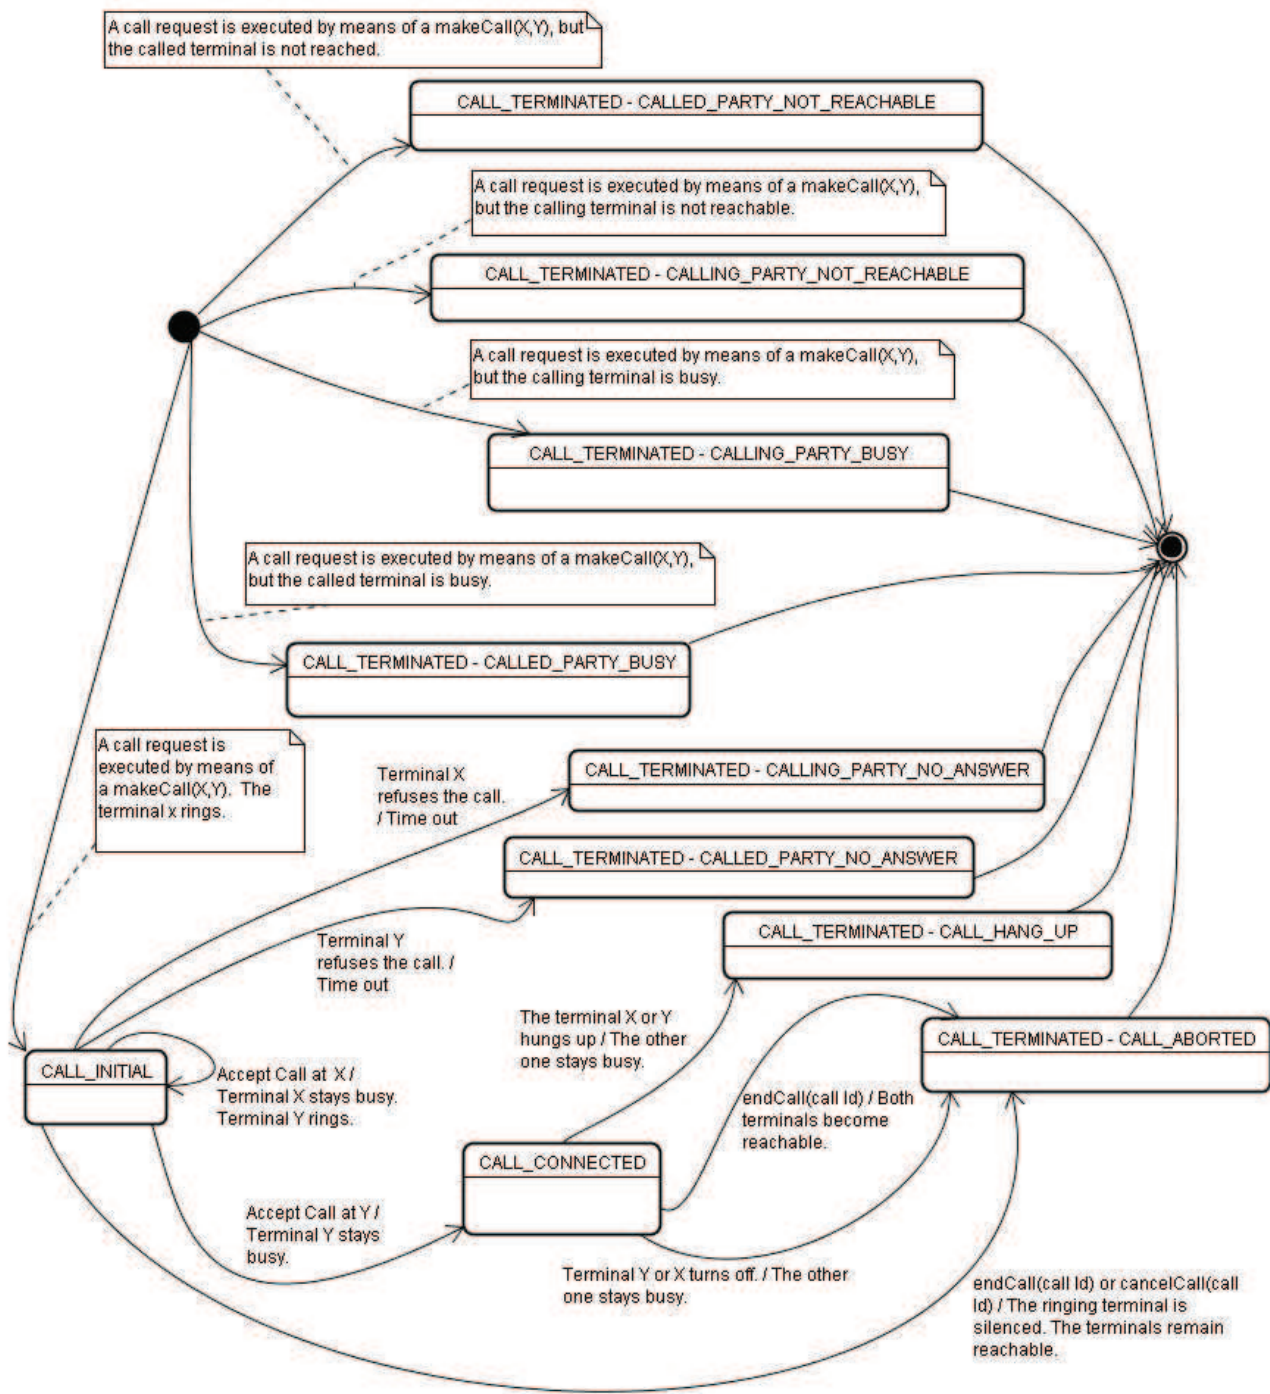 A call request is executed by means of a makeCall(X,Y), but
the called terminal is not reached.
CALL_TERMINATED - CALLED_PARTY_NOT_REACHABLE
A call request is executed by means of a makeCall(X,Y),
but the calling terminal is not reachable.
CALL_TERMINATED - CALLING_PARTY_NOT_REACHABLE
A call request is executed by means of a makeCall(X,Y),
but the calling terminal is busy.
CALL_TERMINATED - CALLING_PARTY_BUSY
A call request is executed by means of a makeCall(X,Y),
but the called terminal is busy.
CALL_TERMINATED - CALLED_PARTY_BUSY
A call request is
executed by means of
a makeCall(X,Y). The
terminal x rings.
Terminal X
refuses the call.
/ Time out
CALL_TERMINATED - CALLING_PARTY_NO_ANSWER
CALL_TERMINATED - CALLED_PARTY_NO_ANSWER
Terminal Y
refuses the call. /
Time out
CALL_TERMINATED - CALL_HANG_UP
The terminal X or Y
hungs up / The other
one stays busy.
CALL_TERMINATED - CALL_ABORTED
CALL_INITIAL
Accept Call at X /
Terminal X stays busy.
Terminal Y rings.
endCall(call Id) / Both
terminals become
reachable.
CALL_CONNECTED
Accept Call at Y /
Terminal Y stays
busy.
Terminal Y or X turns off. / The other
one stays busy.
endCall(call Id) or cancelCall(call
Id) / The ringing terminal is
silenced. The terminals remain
reachable.